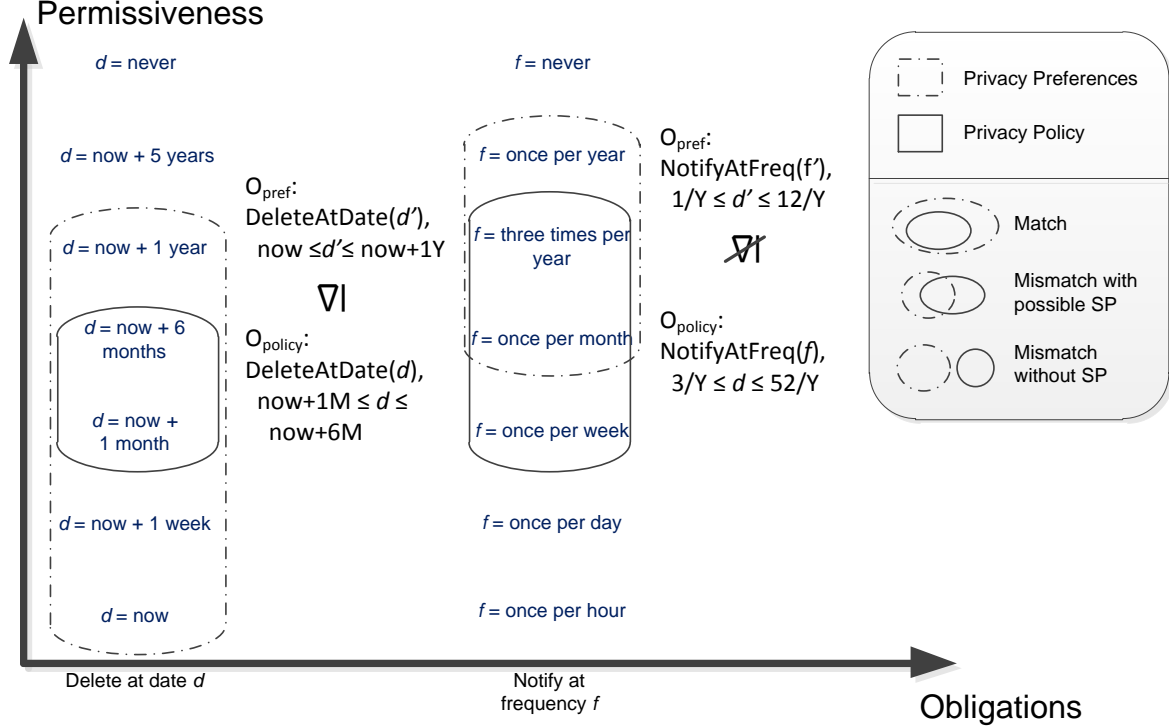 Permissiveness
d = never
d = now + 5 years
d = now + 1 year
d = now + 6
months
d = now +
1 month
d = now + 1 week
d = now
Delete at date d
O_pref:
DeleteAtDate(d’),
now ≤d’≤ now+1Y
∇|
O_policy:
DeleteAtDate(d),
now+1M ≤ d ≤
now+6M
f = never
f = once per year
f = three times per
year
f = once per month
f = once per week
f = once per day
f = once per hour
Notify at
frequency f
O_pref:
NotifyAtFreq(f’),
1/Y ≤ d’ ≤ 12/Y
∇|
O_policy:
NotifyAtFreq(f),
3/Y ≤ d ≤ 52/Y
Obligations
Privacy Preferences
Privacy Policy
Match
Mismatch with
possible SP
Mismatch
without SP